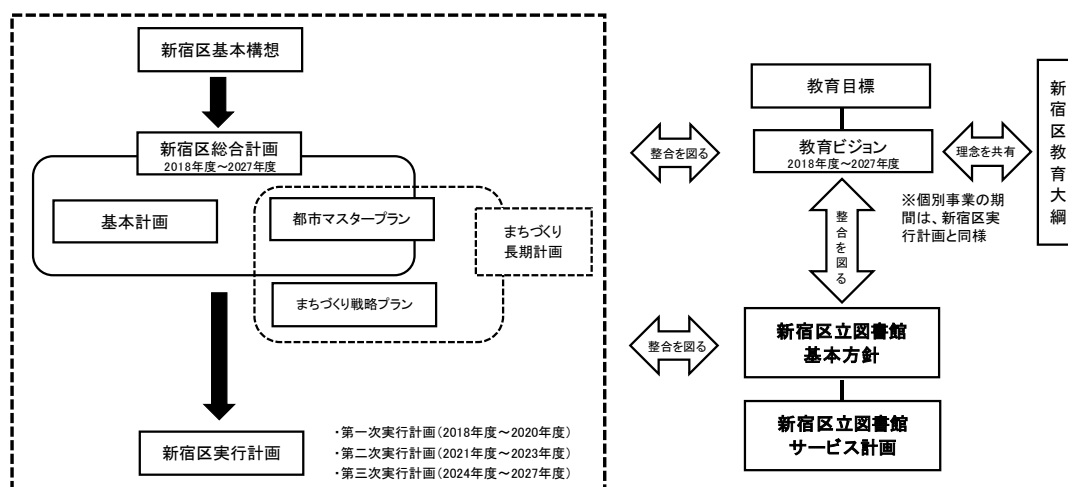 新宿区基本構想
新宿区総合計画
2018年度～2027年度
基本計画
都市マスタープラン
まちづくり
長期計画
まちづくり戦略プラン
新宿区実行計画
・第一次実行計画(2018年度～2020年度)
・第二次実行計画(2021年度～2023年度)
・第三次実行計画(2024年度～2027年度)
整合を図る
整合を図る
教育目標
教育ビジョン
2018年度～2027年度
理念を共有
新宿区教育大綱
※個別事業の期
間は、新宿区実
行計画と同様
整合を図る
新宿区立図書館
基本方針
新宿区立図書館
サービス計画